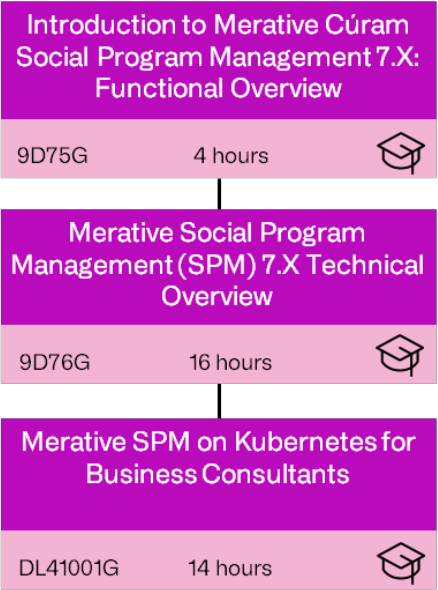 Introduction to Merative Cúram
Social Program Management 7.X:
Functional Overview
9D75G 4 hours
Merative Social Program
Management (SPM) 7.X Technical
Overview
9D76G 16 hours
Merative SPM on Kubernetes for
Business Consultants
DL41001G 14 hours